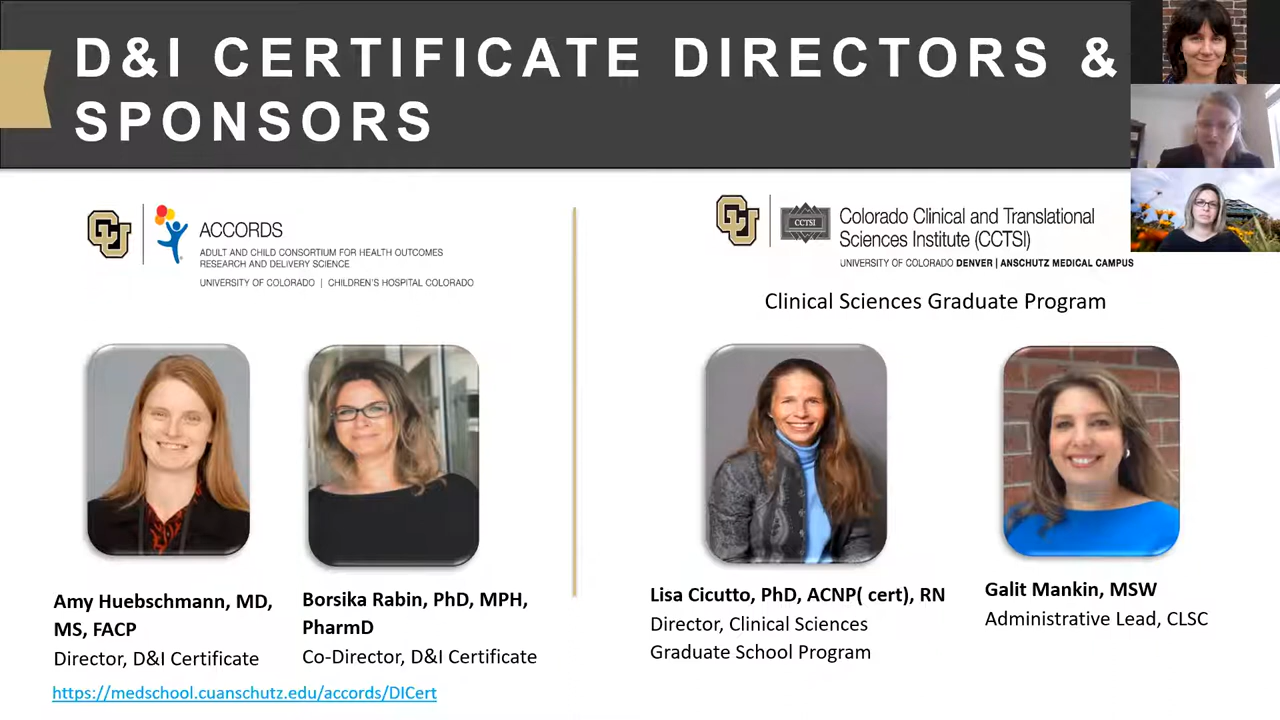 D&I CERTIFICATE DIRECTORS &
SPONSORS
CU
ACCORDS
ADULT AND CHILD CONSORTIUM FOR HEALTH OUTCOMES
RESEARCH AND DELIVERY SCIENCE
UNIVERSITY OF COLORADO | CHILDREN'S HOSPITAL COLORADO
CU
CCTSI
Colorado Clinical and Translational
Sciences Institute (CCTSI)
UNIVERSITY OF COLORADO DENVER | ANSCHUTZ MEDICAL CAMPUS
Clinical Sciences Graduate Program
Amy Huebschmann, MD,
MS, FACP
Director, D&I Certificate
Borsika Rabin, PhD, MPH,
PharmD
Co-Director, D&I Certificate
https://medschool.cuanschutz.edu/accords/DICert
Lisa Cicutto, PhD, ACNP( cert), RN
Director, Clinical Sciences
Graduate School Program
Galit Mankin, MSW
Administrative Lead, CLSC